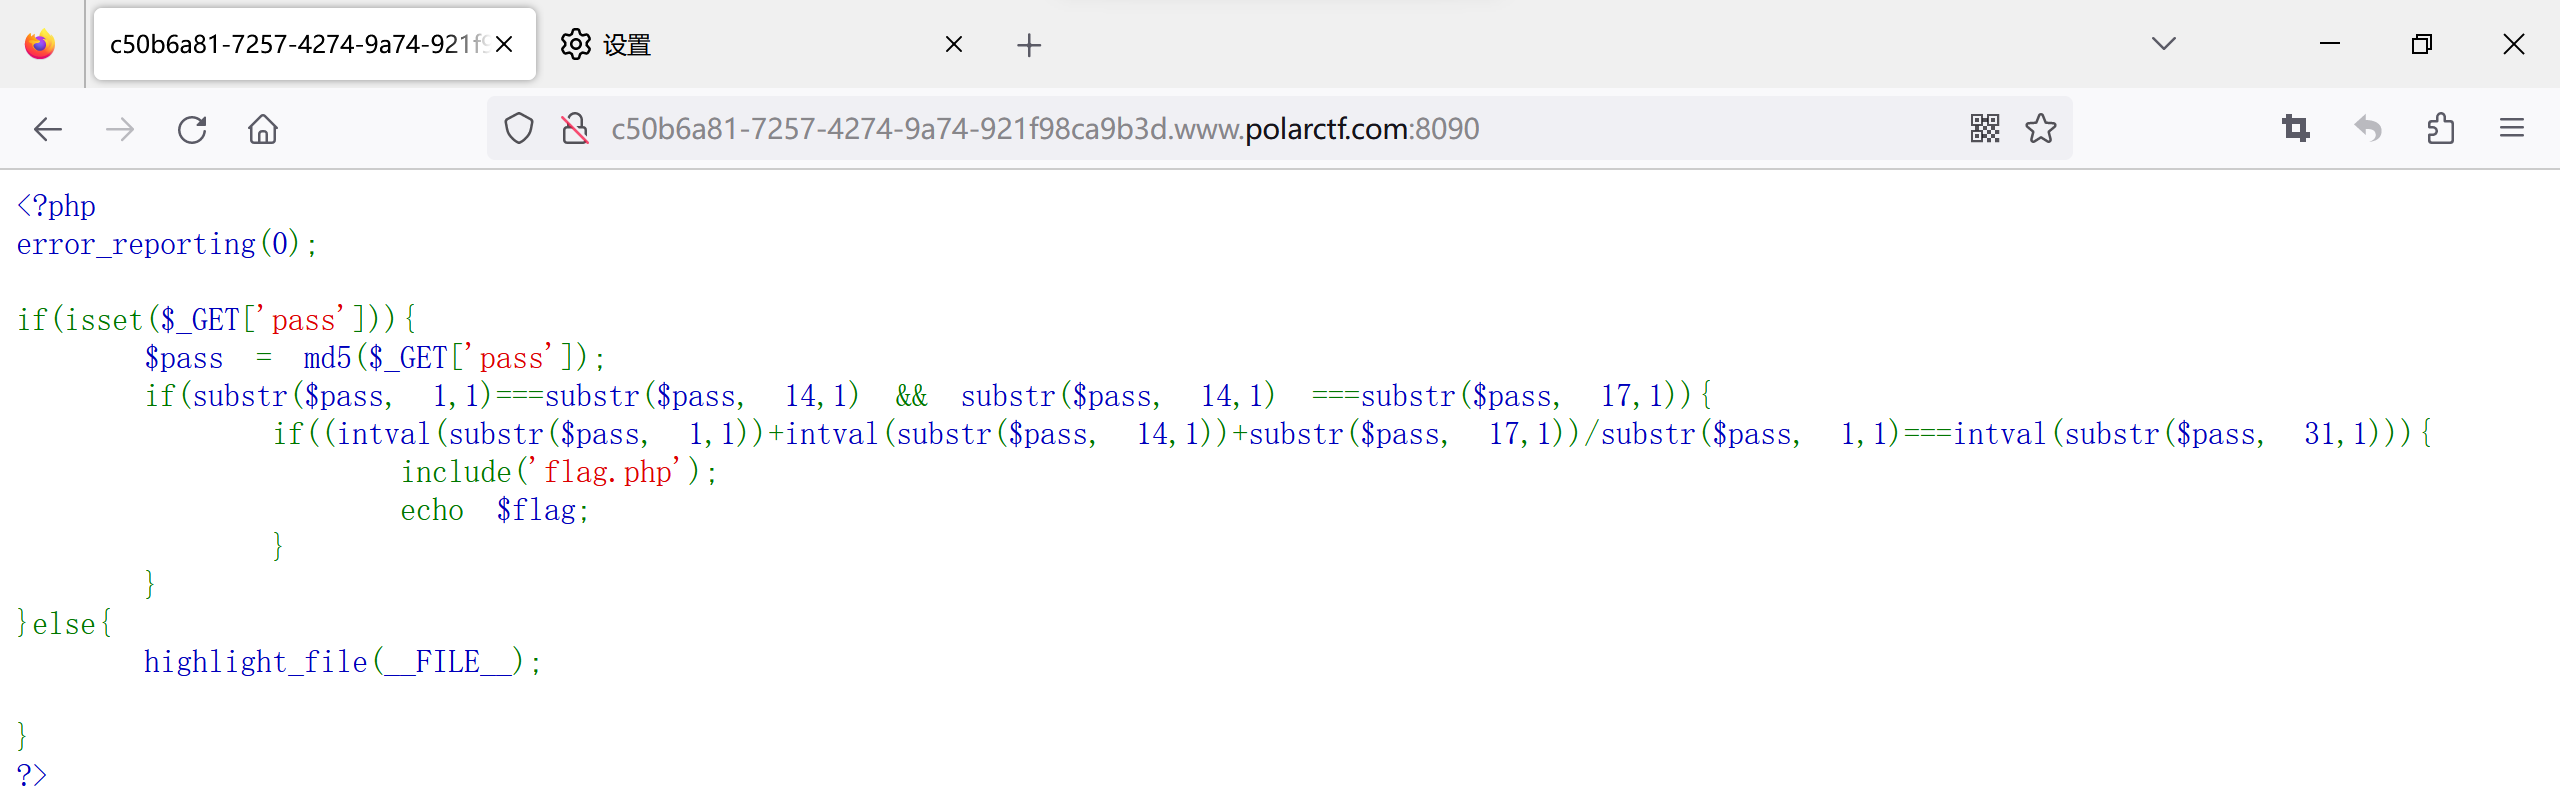 c50b6a81-7257-4274-9a74-921f9
设置
c50b6a81-7257-4274-9a74-921f98ca9b3d.www.polarctf.com:8090
<?php
error_reporting(0);
if(isset($_GET['pass'])){
$pass = md5($_GET['pass']);
if(substr($pass, 1,1)===substr($pass, 14,1) && substr($pass, 14,1) ===substr($pass, 17,1)){
if((intval(substr($pass, 1,1))+intval(substr($pass, 14,1))+substr($pass, 17,1))/substr($pass, 1,1)===intval(substr($pass, 31,1))){
include('flag.php');
echo $flag;
}
}
}else{
highlight_file(__FILE__);
}
?>